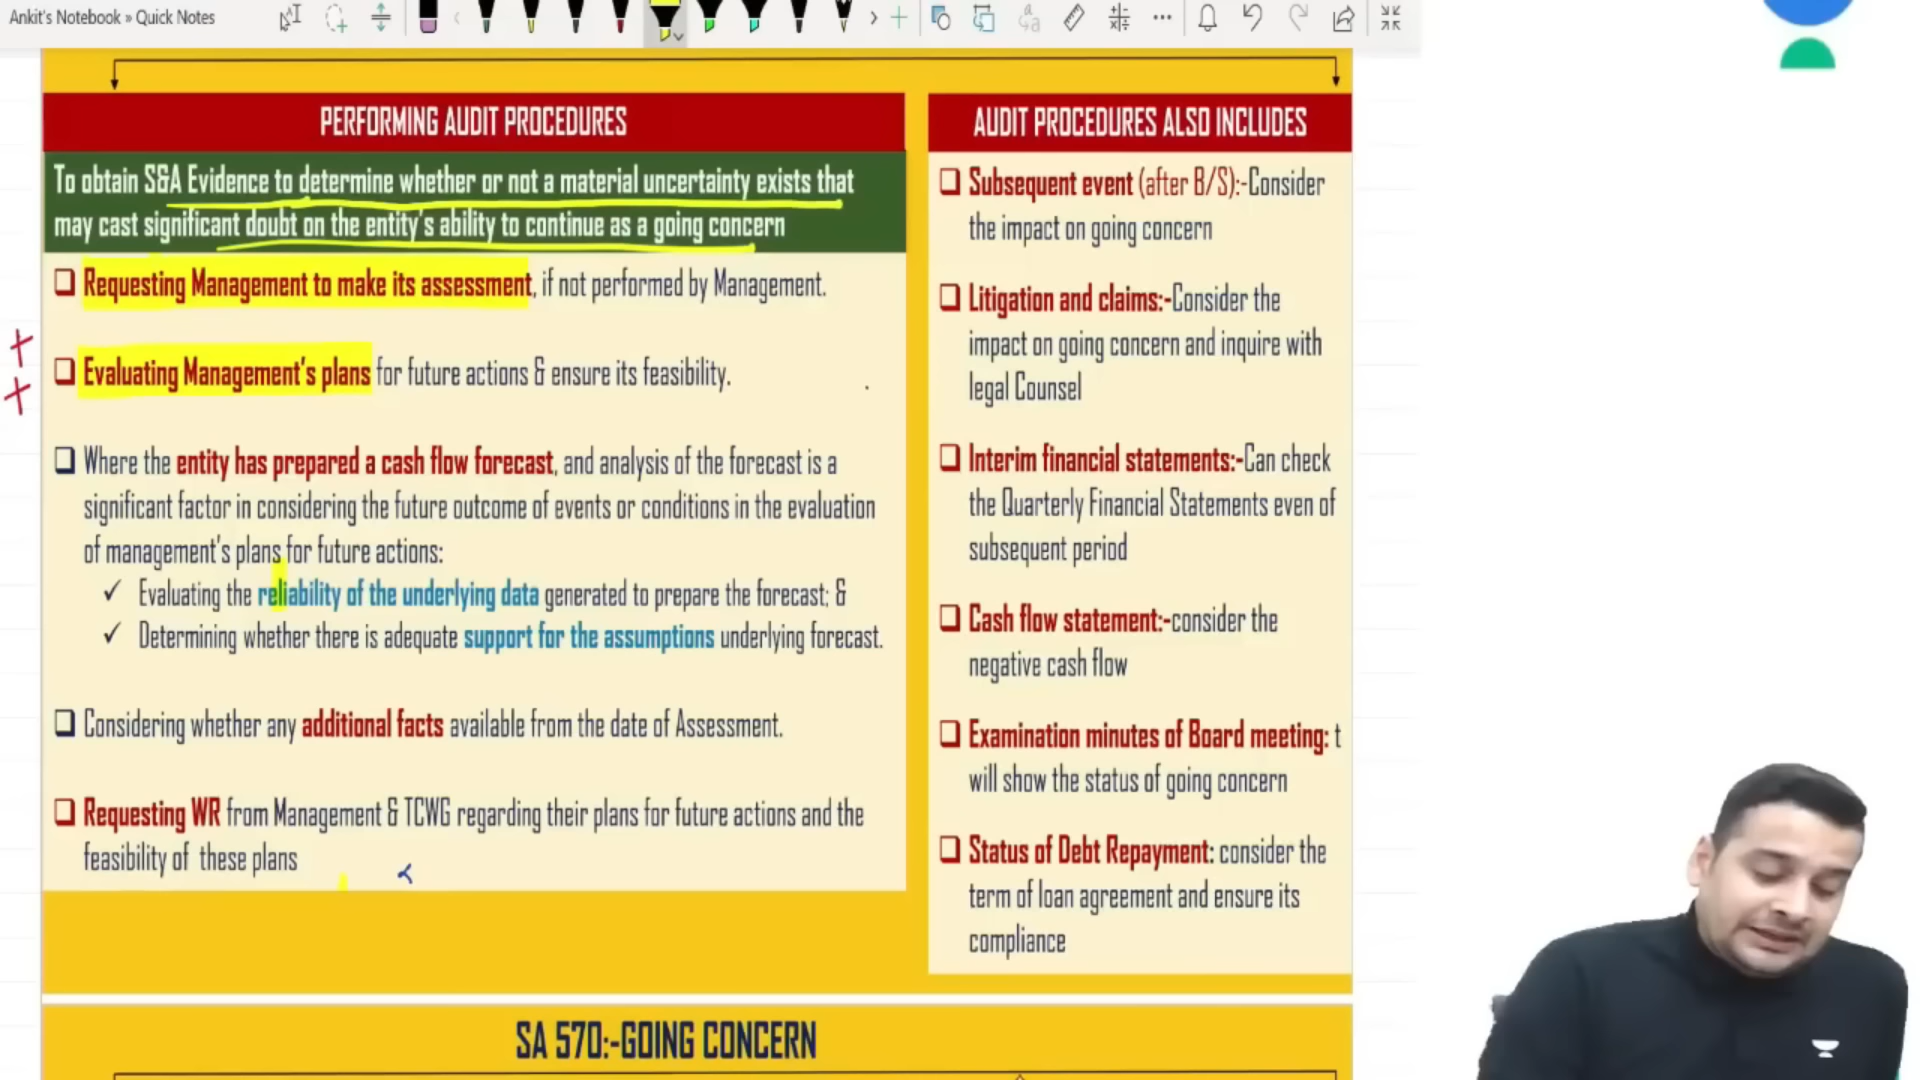 Ankit's Notebook » Quick Notes
PERFORMING AUDIT PROCEDURES
To obtain S&A Evidence to determine whether or not a material uncertainty exists that
may cast significant doubt on the entity's ability to continue as a going concern
Requesting Management to make its assessment, if not performed by Management.
Evaluating Management's plans for future actions & ensure its feasibility.
Where the entity has prepared a cash flow forecast, and analysis of the forecast is a
significant factor in considering the future outcome of events or conditions in the evaluation
of management's plans for future actions:
✓ Evaluating the reliability of the underlying data generated to prepare the forecast; &
✓ Determining whether there is adequate support for the assumptions underlying forecast.
Considering whether any additional facts available from the date of Assessment.
Requesting WR from Management & TCWG regarding their plans for future actions and the
feasibility of these plans
AUDIT PROCEDURES ALSO INCLUDES
Subsequent event (after B/S):-Consider
the impact on going concern
Litigation and claims:-Consider the
impact on going concern and inquire with
legal Counsel
Interim financial statements:-Can check
the Quarterly Financial Statements even of
subsequent period
Cash flow statement:-consider the
negative cash flow
Examination minutes of Board meeting: t
will show the status of going concern
Status of Debt Repayment: consider the
term of loan agreement and ensure its
compliance
SA 570:-GOING CONCERN